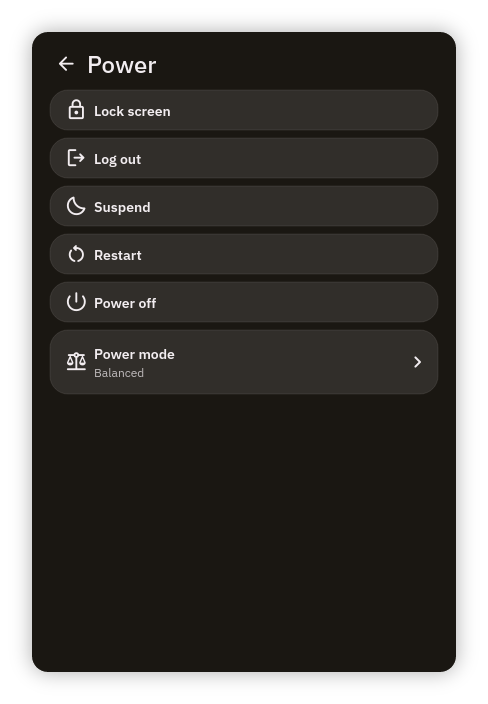 Power
Lock screen
Log out
Suspend
Restart
Power off
Power mode
Balanced